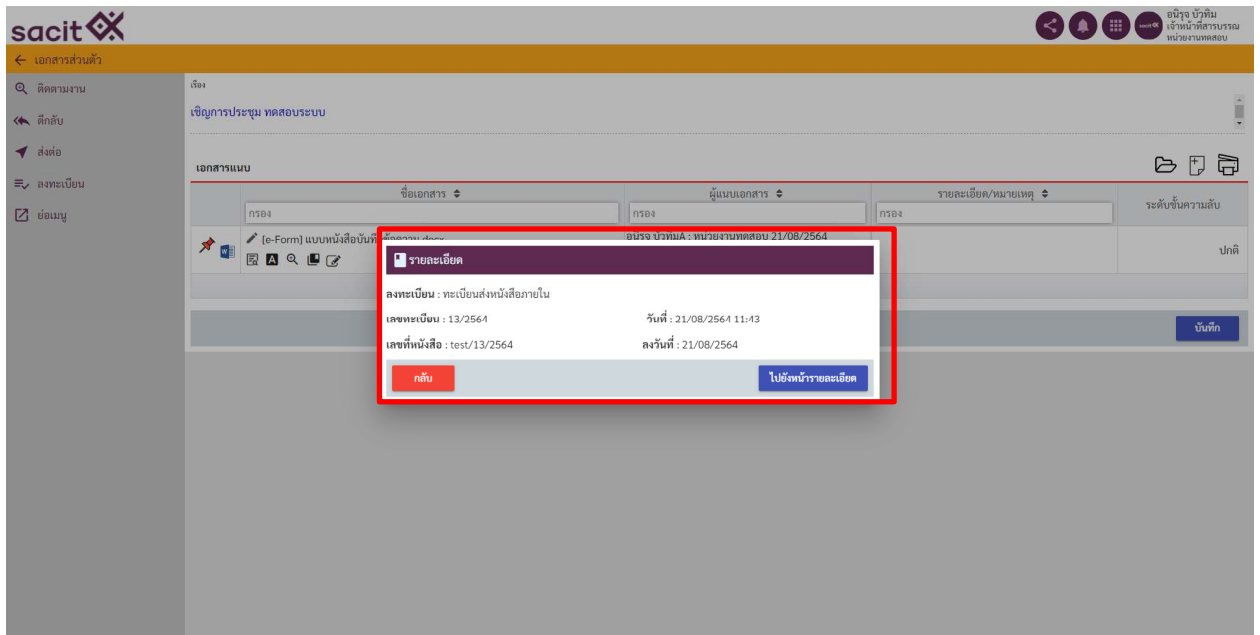 sacit
อนิรุจ บัวทิม
เจ้าหน้าที่สารบรรณ
หน่วยงานทดสอบ
เอกสารส่วนตัว
ติดตามงาน
ดึกลับ
ส่งต่อ
ลงทะเบียน
ย่อเมนู
เรื่อง
เชิญการประชุม ทดสอบระบบ
เอกสารแนบ
ชื่อเอกสาร ผู้แนบเอกสาร รายละเอียด/หมายเหตุ ระดับชั้นความลับ
กรอง กรอง กรอง
[e-Form] แบบหนังสือบันทึกข้อความ.docx อนิรุจ บัวทิมA : หน่วยงานทดสอบ 21/08/2564
ปกติ
รายละเอียด
ลงทะเบียน : ทะเบียนส่งหนังสือภายใน
เลขทะเบียน : 13/2564 วันที่ : 21/08/2564 11:43
เลขที่หนังสือ : test/13/2564 ลงวันที่ : 21/08/2564
กลับ ไปยังหน้ารายละเอียด
บันทึก